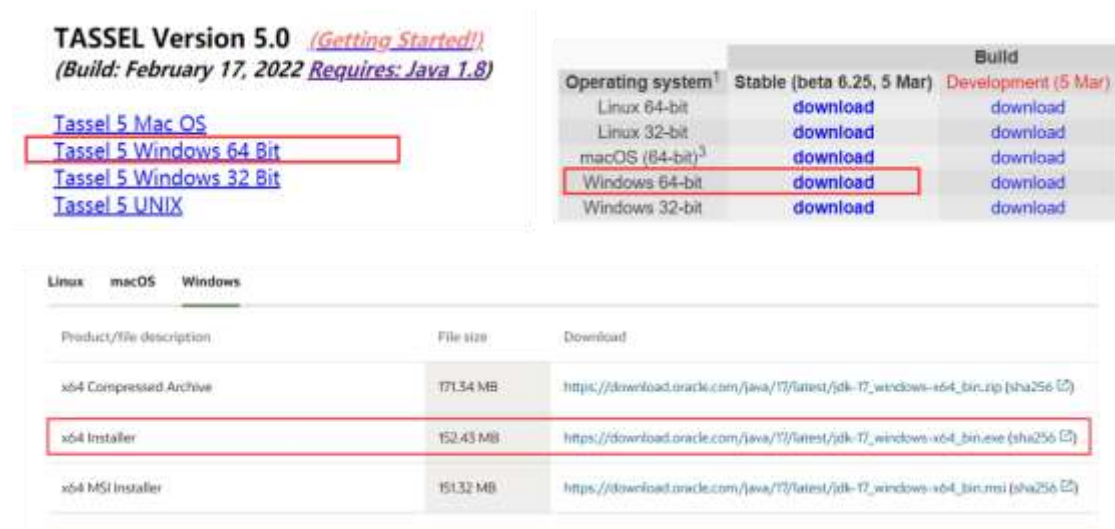 TASSEL Version 5.0 (Getting Started!)
(Build: February 17, 2022 Requires: Java 1.8)
Tassel 5 Mac OS
Tassel 5 Windows 64 Bit
Tassel 5 Windows 32 Bit
Tassel 5 UNIX
Build
Operating system¹ Stable (beta 6.25, 5 Mar) Development (5 Mar)
Linux 64-bit download download
Linux 32-bit download download
macOS (64-bit)³ download download
Windows 64-bit download download
Windows 32-bit download download
Linux macOS Windows
Product/file description File size Download
x64 Compressed Archive 171.34 MB https://download.oracle.com/java/17/latest/jdk-17_windows-x64_bin.zip (sha256)
x64 Installer 152.43 MB https://download.oracle.com/java/17/latest/jdk-17_windows-x64_bin.exe (sha256)
x64 MSI Installer 151.32 MB https://download.oracle.com/java/17/latest/jdk-17_windows-x64_bin.msi (sha256)